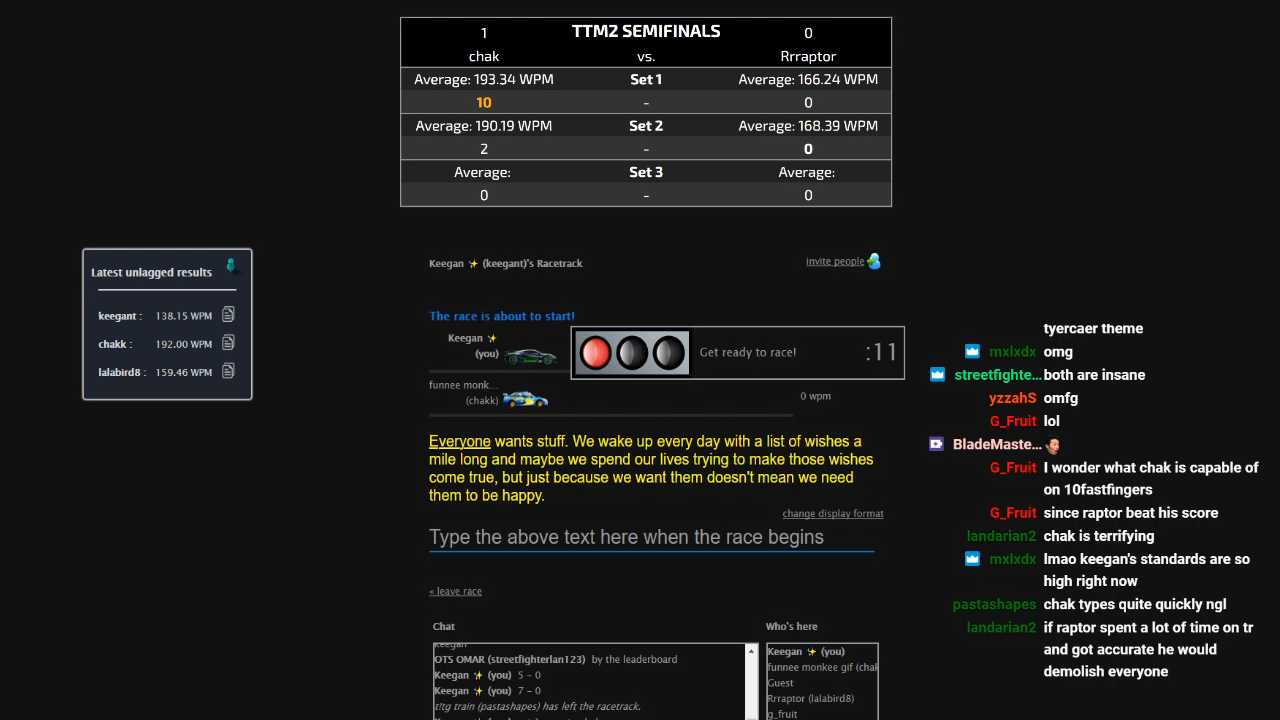 1 TTM2 SEMIFINALS 0
chak vs. Rrraptor
Average: 193.34 WPM Set 1 Average: 166.24 WPM
10 - 0
Average: 190.19 WPM Set 2 Average: 168.39 WPM
2 - 0
Average: Set 3 Average:
0 - 0
Latest unlagged results
keegant : 138.15 WPM
chakk : 192.00 WPM
lalabird8 : 159.46 WPM
Keegan ✨ (keegant)'s Racetrack
invite people
The race is about to start!
Keegan ✨
(you)
Get ready to race! :11
funnee monk...
(chakk)
0 wpm
Everyone wants stuff. We wake up every day with a list of wishes a
mile long and maybe we spend our lives trying to make those wishes
come true, but just because we want them doesn't mean we need
them to be happy.
change display format
Type the above text here when the race begins
« leave race
Chat
keegan
OTS OMAR (streetfighterlan123) by the leaderboard
Keegan ✨ (you) 5 - 0
Keegan ✨ (you) 7 - 0
t!tg train (pastashapes) has left the racetrack.
Who's here
Keegan ✨ (you)
funnee monkee gif (chak
Guest
Rrraptor (lalabird8)
g_fruit
tyercaer theme
mxlxdx omg
streetfighte... both are insane
yzzahS omfg
G_Fruit lol
BladeMaste...
G_Fruit I wonder what chak is capable of
on 10fastfingers
G_Fruit since raptor beat his score
landarian2 chak is terrifying
mxlxdx lmao keegan's standards are so
high right now
pastashapes chak types quite quickly ngl
landarian2 if raptor spent a lot of time on tr
and got accurate he would
demolish everyone